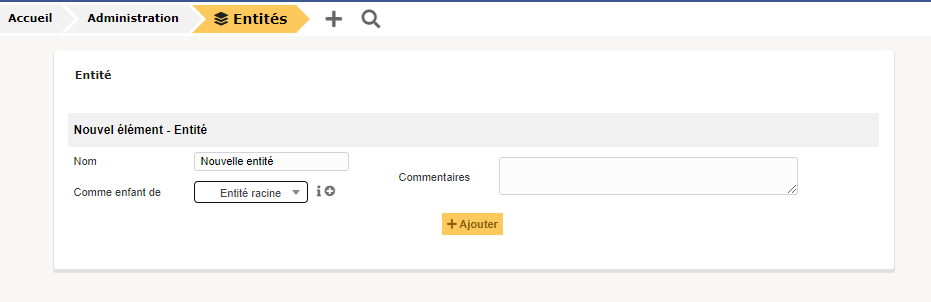 Accueil Administration Entités
Entité
Nouvel élément - Entité
Nom Nouvelle entité
Commentaires
Comme enfant de Entité racine
Ajouter